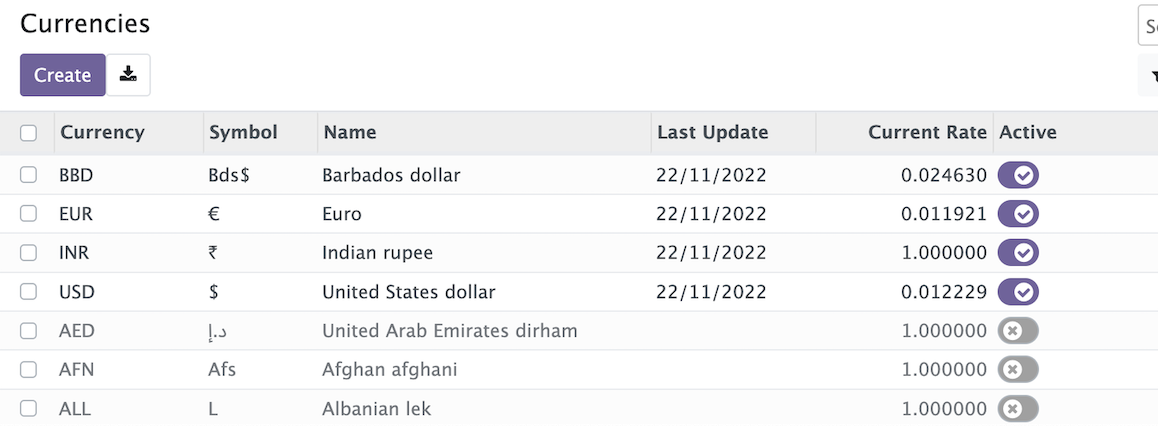 Currencies
Create
Currency Symbol Name Last Update Current Rate Active
BBD Bds$ Barbados dollar 22/11/2022 0.024630
EUR € Euro 22/11/2022 0.011921
INR ₹ Indian rupee 22/11/2022 1.000000
USD $ United States dollar 22/11/2022 0.012229
AED د.إ United Arab Emirates dirham 1.000000
AFN Afs Afghan afghani 1.000000
ALL L Albanian lek 1.000000